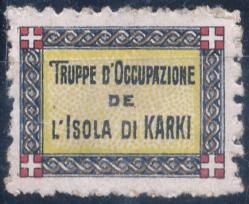 TRUPPE D'OCCUPAZIONE
DE
L'ISOLA DI KARKI